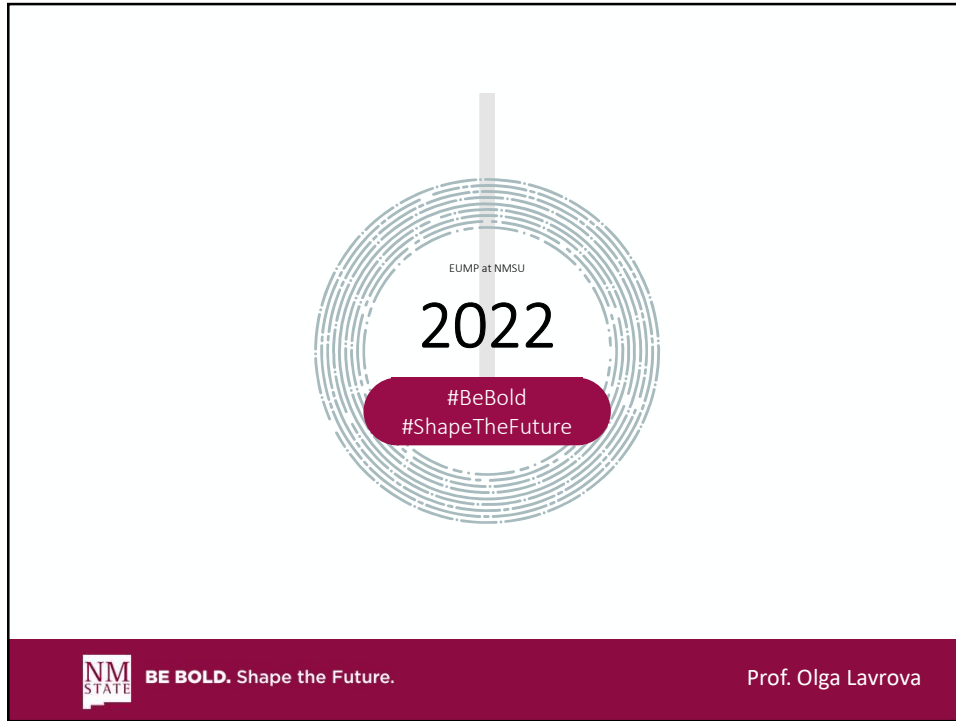 EUMP at NMSU
2022
#BeBold
#ShapeTheFuture
NM
STATE
BE BOLD. Shape the Future.
Prof. Olga Lavrova